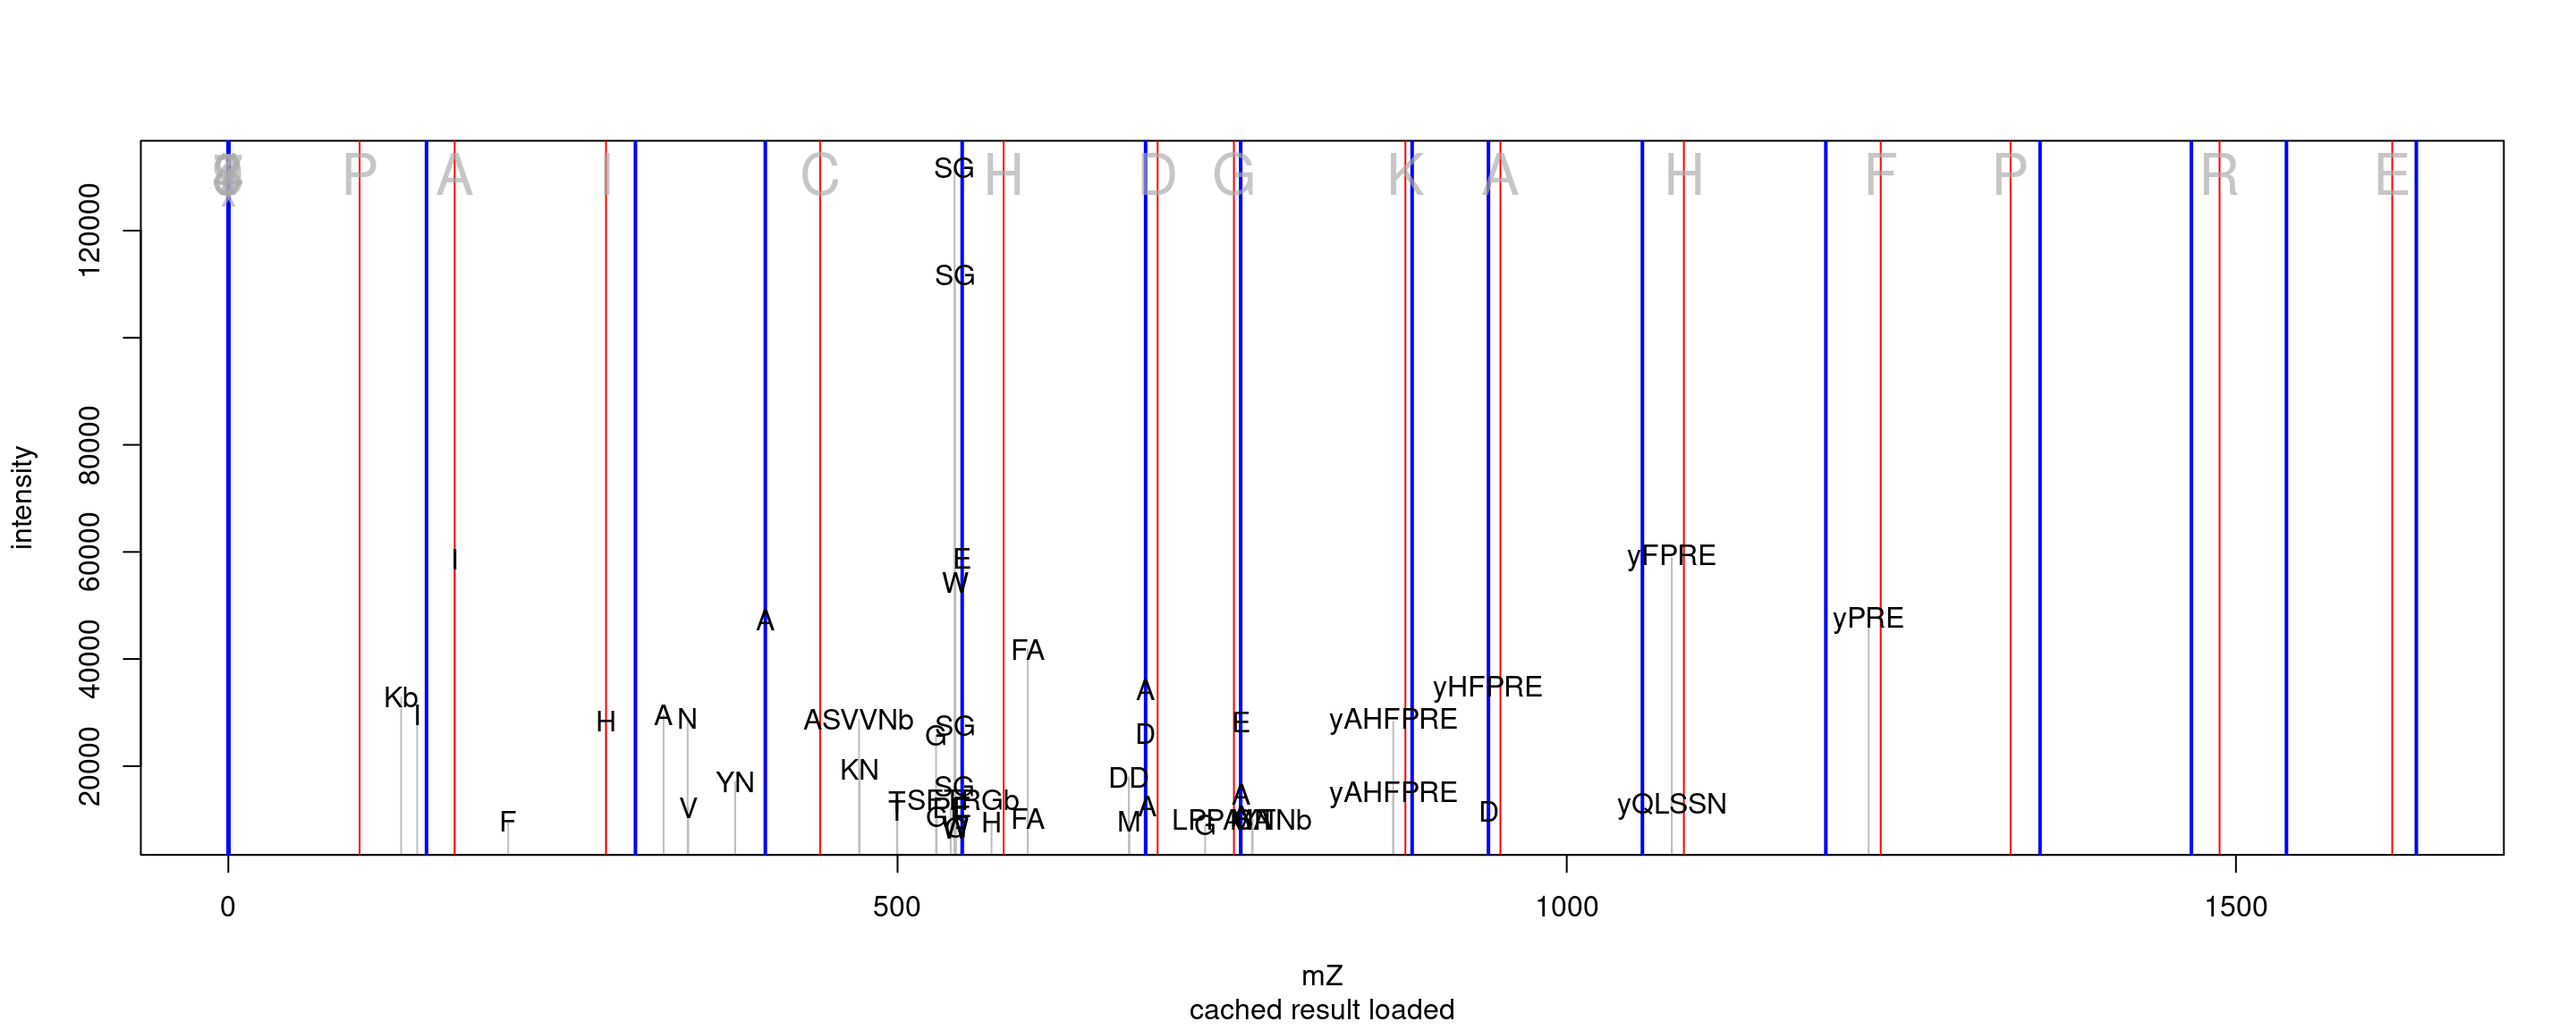 P A I C H D G K A H F P R E
SG
SG
E
W
yFPRE
I
A
yPRE
FA
A
yHFPRE
Kb
I
H
A
N
ASVVNb
G
SG
D
E
yAHFPRE
YN
KN
DD
SG
A
yAHFPRE
V
T
H
FA
A
D
yQLSSN
F
M
G
120000
80000
60000
40000
20000
0 500 1000 1500
intensity
mZ
cached result loaded